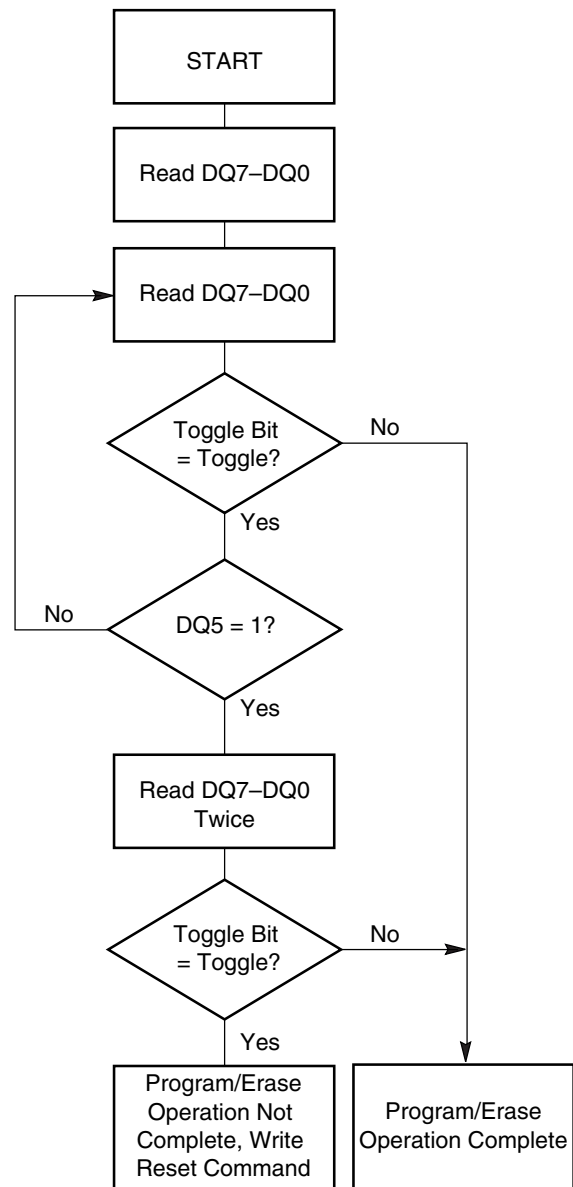 START
Read DQ7–DQ0
Read DQ7–DQ0
Toggle Bit
= Toggle?
No
Yes
No
DQ5 = 1?
Yes
Read DQ7–DQ0
Twice
Toggle Bit
= Toggle?
No
Yes
Program/Erase
Operation Not
Complete, Write
Reset Command
Program/Erase
Operation Complete